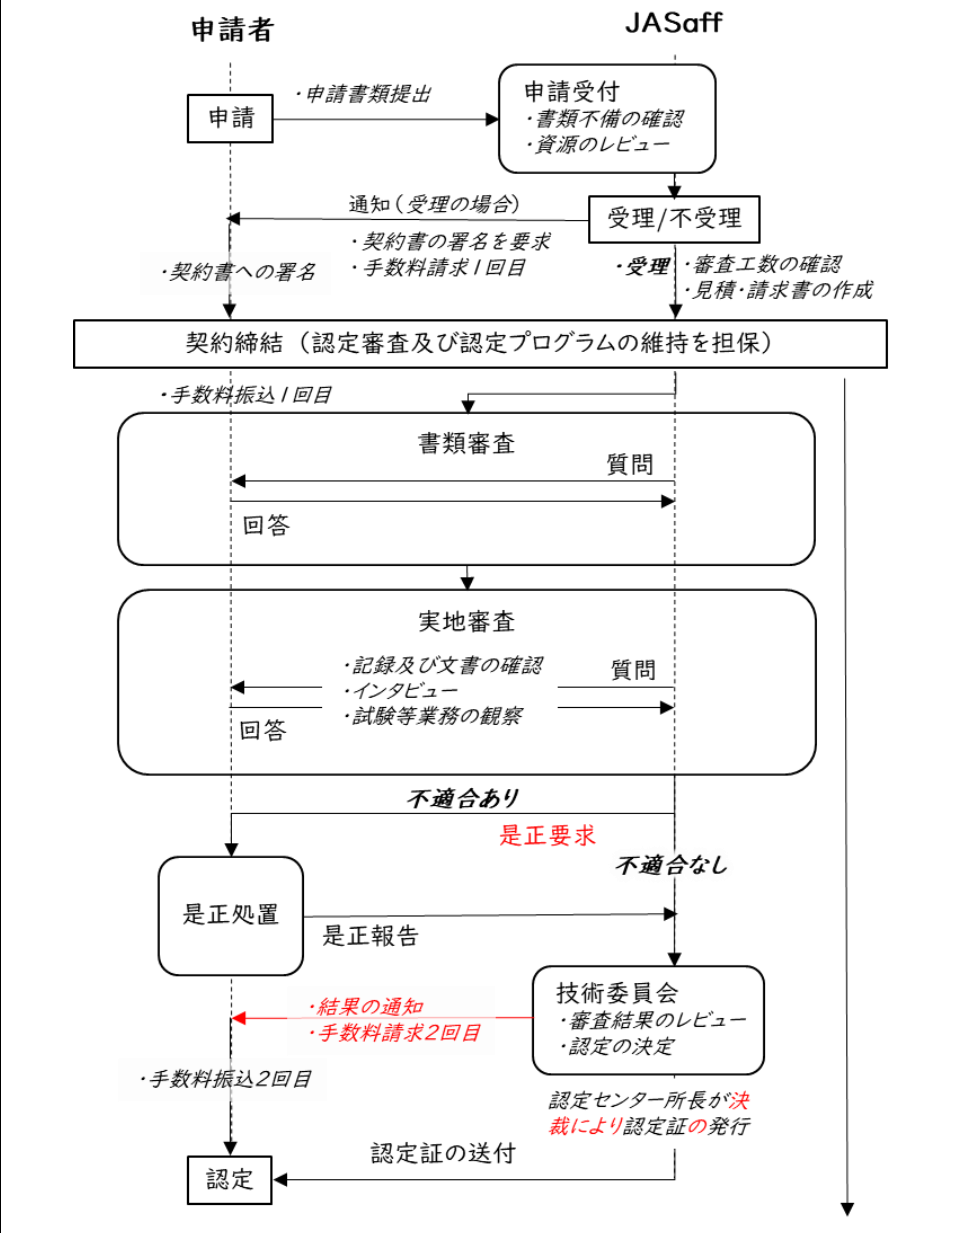 申請者
JASaff
申請
・申請書類提出
申請受付
・書類不備の確認
・資源のレビュー
通知（受理の場合）
受理/不受理
・契約書の署名を要求
・手数料請求1回目
・契約書への署名
・受理
・審査工数の確認
・見積・請求書の作成
契約締結（認定審査及び認定プログラムの維持を担保）
・手数料振込1回目
書類審査
質問
回答
実地審査
・記録及び文書の確認
・インタビュー
・試験等業務の観察
質問
回答
不適合あり
是正要求
不適合なし
是正処置
是正報告
技術委員会
・審査結果のレビュー
・認定の決定
・結果の通知
・手数料請求2回目
・手数料振込2回目
認定センター所長が決
裁により認定証の発行
認定証の送付
認定